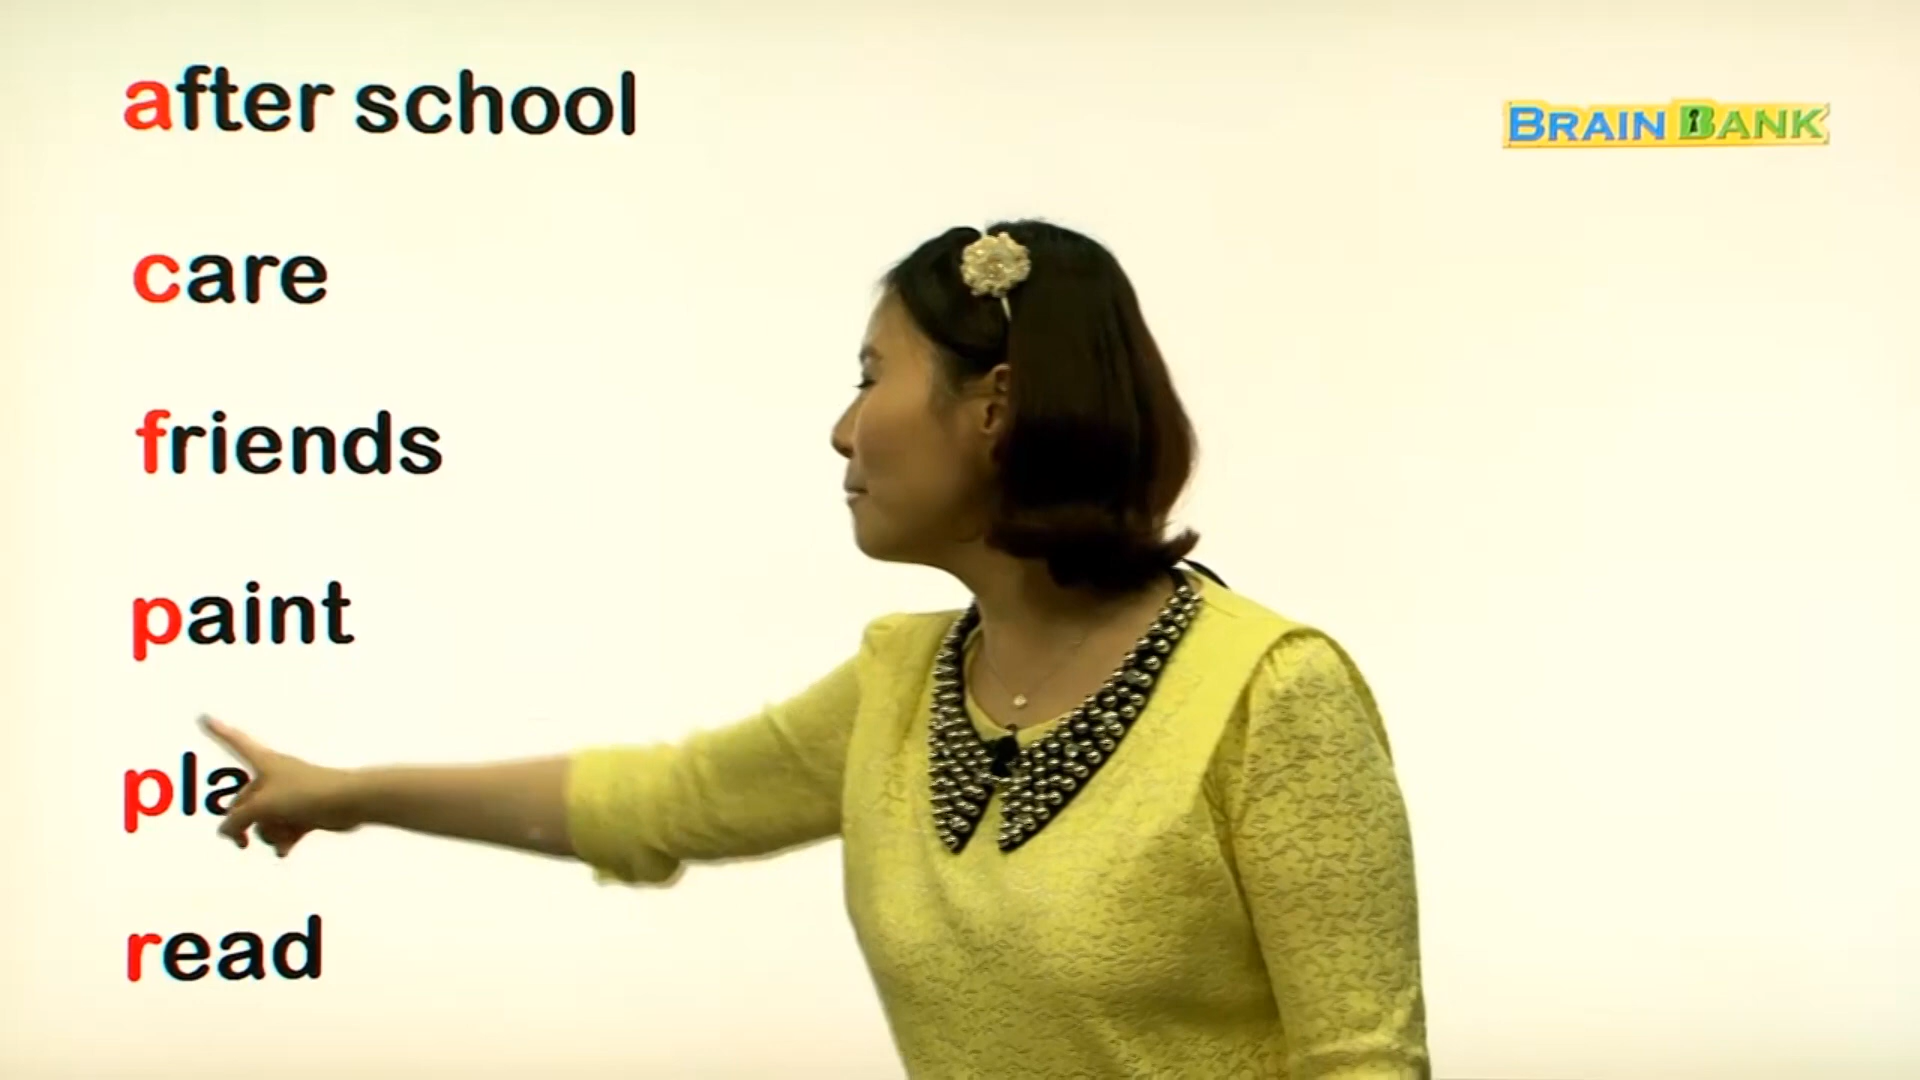 after school
BRAIN BANK
care
friends
paint
read